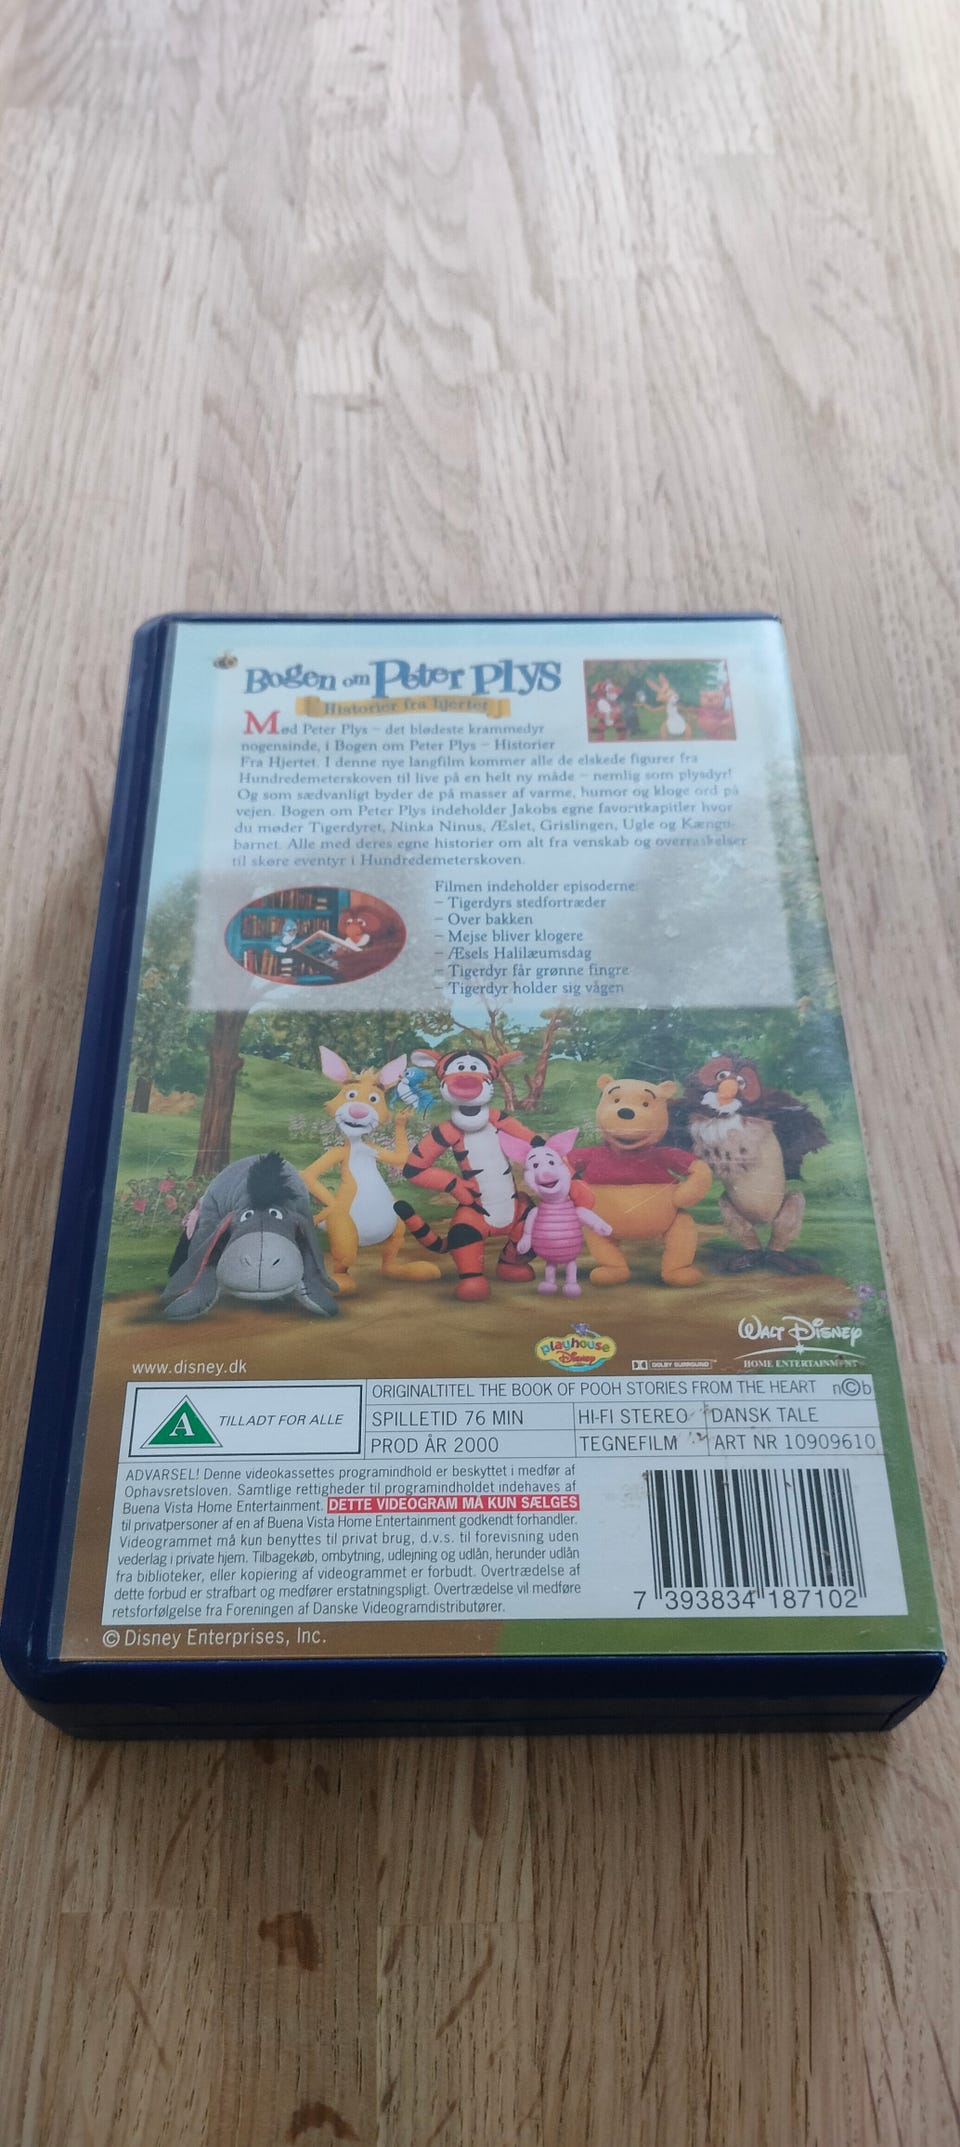 Bogen om Peter Plys
Historier fra hjertet
Mød Peter Plys – det blødeste krammedyr
nogensinde, i Bogen om Peter Plys – Historier
Fra Hjertet. I denne nye langfilm kommer alle de elskede figurer fra
Hundredemeterskoven til live på en helt ny måde – nemlig som plysdyr!
Og som sædvanligt byder de på masser af varme, humor og kloge ord på
vejen. Bogen om Peter Plys indeholder Jakobs egne favoritkapitler hvor
du møder Tigerdyret, Ninka Ninus, Æslet, Grislingen, Ugle og Kængu-
barnet. Alle med deres egne historier om alt fra venskab og overraskelser
til skøre eventyr i Hundredemeterskoven.
Filmen indeholder episoderne:
– Tigerdyrs stedfortræder
– Over bakken
– Mejse bliver klogere
– Æsels Halilæumsdag
– Tigerdyr får grønne fingre
– Tigerdyr holder sig vågen
www.disney.dk
playhouse
Disney
DOLBY SURROUND
WALT DISNEY
HOME ENTERTAINMENT
A TILLADT FOR ALLE
ORIGINALTITEL THE BOOK OF POOH STORIES FROM THE HEART n©b
SPILLETID 76 MIN HI-FI STEREO DANSK TALE
PROD ÅR 2000 TEGNEFILM ART NR 10909610
ADVARSEL! Denne videokassettes programindhold er beskyttet i medfør af
Ophavsretsloven. Samtlige rettigheder til programindholdet indehaves af
Buena Vista Home Entertainment. DETTE VIDEOGRAM MÅ KUN SÆLGES
til privatpersoner af en af Buena Vista Home Entertainment godkendt forhandler.
Videogrammet må kun benyttes til privat brug, d.v.s. til forevisning uden
vederlag i private hjem. Tilbagekøb, ombytning, udlejning og udlån, herunder udlån
fra biblioteker, eller kopiering af videogrammet er forbudt. Overtrædelse af
dette forbud er strafbart og medfører erstatningspligt. Overtrædelse vil medføre
retsforfølgelse fra Foreningen af Danske Videogramdistributører.
7 393834 187102
© Disney Enterprises, Inc.